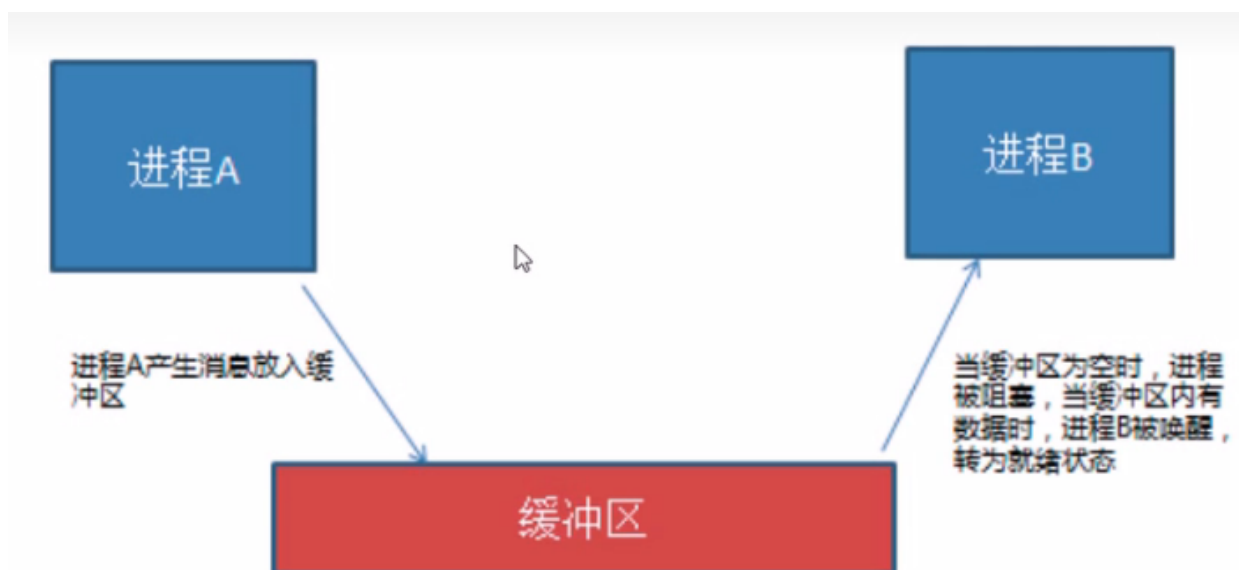 进程A
进程B
进程A产生消息放入缓
冲区
当缓冲区为空时，进程
被阻塞，当缓冲区内有
数据时，进程B被唤醒，
转为就绪状态
缓冲区